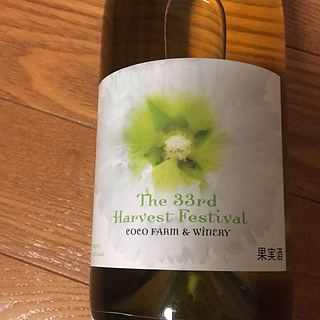 The 33rd
Harvest Festival
COCO FARM & WINERY
果実酒